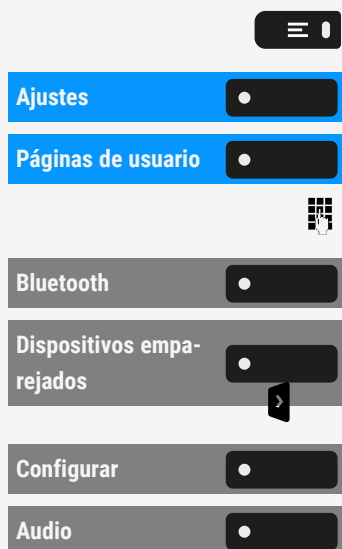 Ajustes
Páginas de usuario
Bluetooth
Dispositivos empa-
rejados
Configurar
Audio